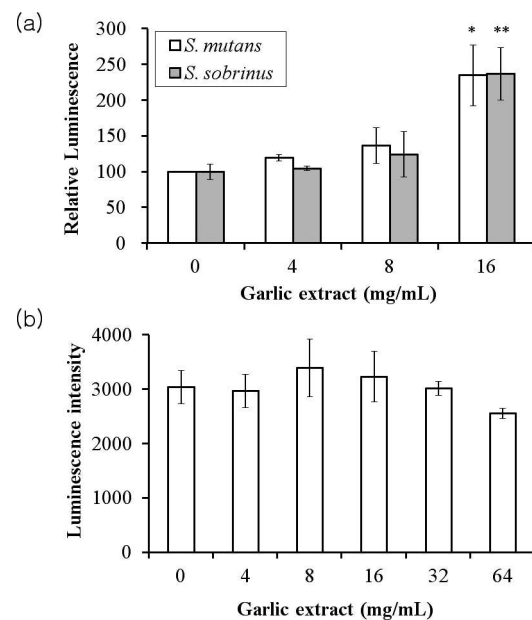 (a)
S. mutans
S. sobrinus
* **
300
250
200
150
100
50
0
Relative Luminescence
0 4 8 16
Garlic extract (mg/mL)
(b)
4000
3000
2000
1000
0
Luminescence intensity
0 4 8 16 32 64
Garlic extract (mg/mL)